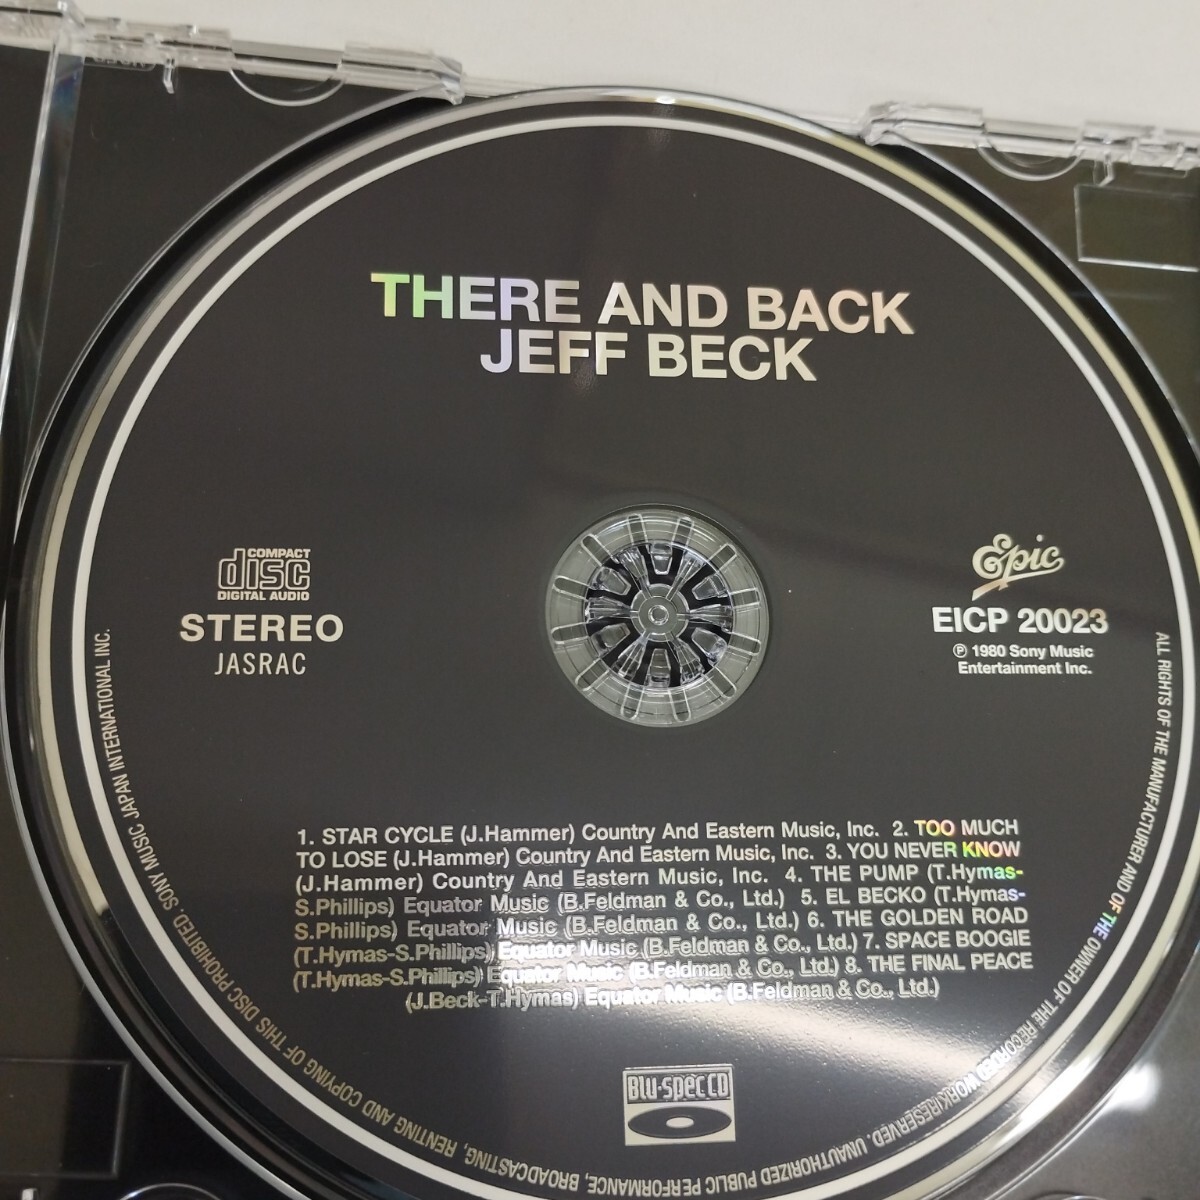 THERE AND BACK
JEFF BECK
COMPACT
disc
DIGITAL AUDIO
STEREO
JASRAC
Epic
EICP 20023
Ⓟ 1980 Sony Music
Entertainment Inc.
1. STAR CYCLE (J.Hammer) Country And Eastern Music, Inc. 2. TOO MUCH
TO LOSE (J.Hammer) Country And Eastern Music, Inc. 3. YOU NEVER KNOW
(J.Hammer) Country And Eastern Music, Inc. 4. THE PUMP (T.Hymas-
S.Phillips) Equator Music (B.Feldman & Co., Ltd.) 5. EL BECKO (T.Hymas-
S.Phillips) Equator Music (B.Feldman & Co., Ltd.) 6. THE GOLDEN ROAD
(T.Hymas-S.Phillips) Equator Music (B.Feldman & Co., Ltd.) 7. SPACE BOOGIE
(T.Hymas-S.Phillips) Equator Music (B.Feldman & Co., Ltd.) 8. THE FINAL PEACE
(J.Beck-T.Hymas) Equator Music (B.Feldman & Co., Ltd.)
Blu-specCD
ALL RIGHTS OF THE MANUFACTURER AND OF THE OWNER OF THE RECORDED WORK RESERVED. UNAUTHORIZED PUBLIC PERFORMANCE, BROADCASTING, RENTING AND COPYING OF THIS DISC PROHIBITED. SONY MUSIC JAPAN INTERNATIONAL INC.